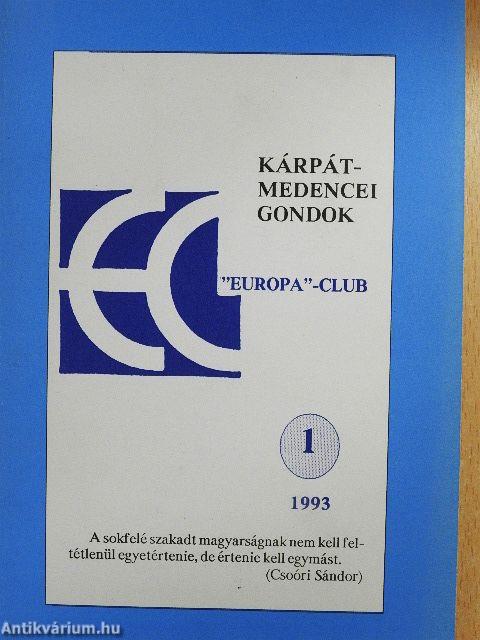 KÁRPÁT-
MEDENCEI
GONDOK
"EUROPA"-CLUB
1
1993
A sokfelé szakadt magyarságnak nem kell fel-
tétlenül egyetértenie, de értenie kell egymást.
(Csoóri Sándor)
Antikvárium.hu